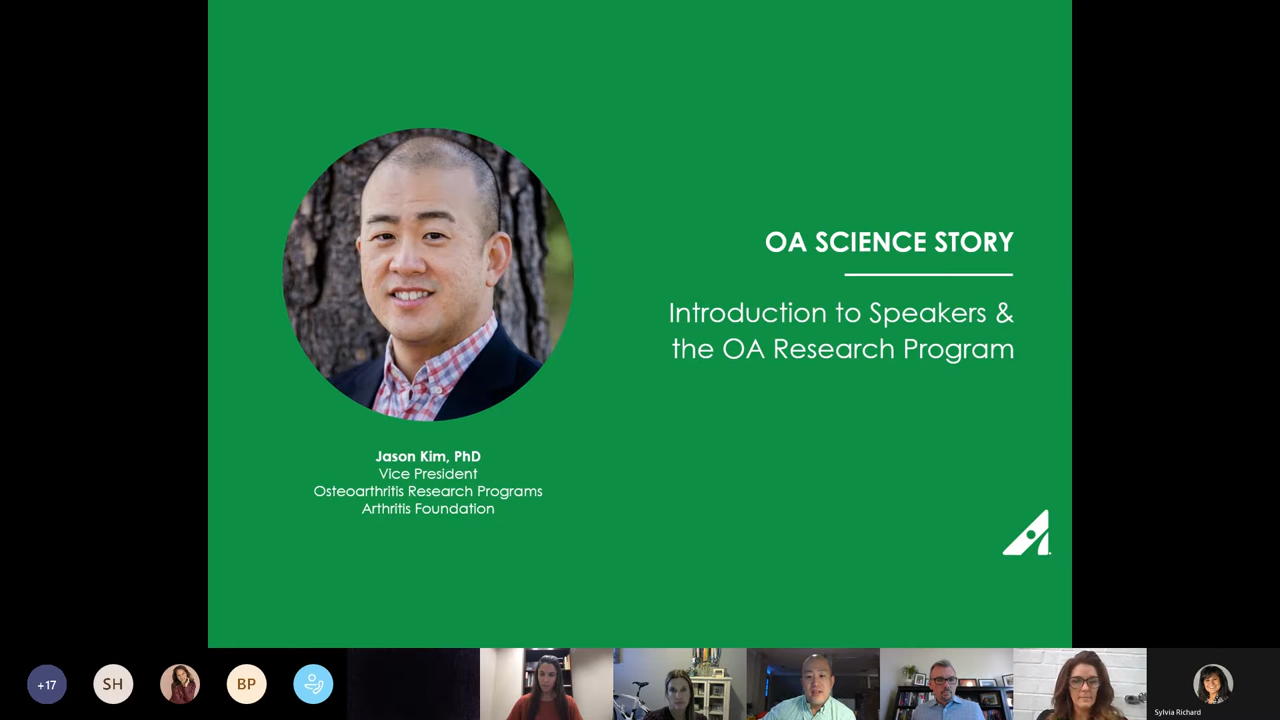 OA SCIENCE STORY
Introduction to Speakers &
the OA Research Program
Jason Kim, PhD
Vice President
Osteoarthritis Research Programs
Arthritis Foundation
+17
SH
BP
Sylvia Richard